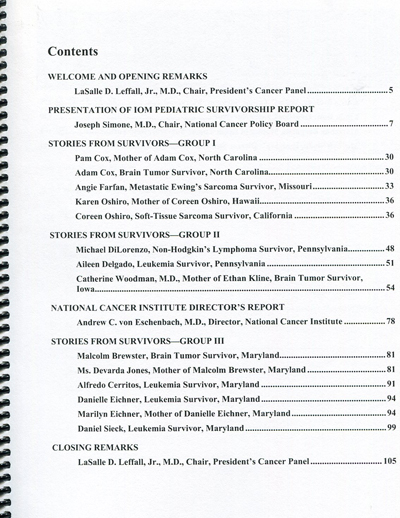 Contents
WELCOME AND OPENING REMARKS
LaSalle D. Leffall, Jr., M.D., Chair, President's Cancer Panel..............................5
PRESENTATION OF IOM PEDIATRIC SURVIVORSHIP REPORT
Joseph Simone, M.D., Chair, National Cancer Policy Board..............................7
STORIES FROM SURVIVORS—GROUP I
Pam Cox, Mother of Adam Cox, North Carolina..............................30
Adam Cox, Brain Tumor Survivor, North Carolina..............................30
Angie Farfan, Metastatic Ewing's Sarcoma Survivor, Missouri..............................33
Karen Oshiro, Mother of Coreen Oshiro, Hawaii..............................36
Coreen Oshiro, Soft-Tissue Sarcoma Survivor, California..............................36
STORIES FROM SURVIVORS—GROUP II
Michael DiLorenzo, Non-Hodgkin's Lymphoma Survivor, Pennsylvania..............................48
Aileen Delgado, Leukemia Survivor, Pennsylvania..............................51
Catherine Woodman, M.D., Mother of Ethan Kline, Brain Tumor Survivor,
Iowa..............................54
NATIONAL CANCER INSTITUTE DIRECTOR'S REPORT
Andrew C. von Eschenbach, M.D., Director, National Cancer Institute..............................78
STORIES FROM SURVIVORS—GROUP III
Malcolm Brewster, Brain Tumor Survivor, Maryland..............................81
Ms. Devarda Jones, Mother of Malcolm Brewster, Maryland..............................81
Alfredo Cerritos, Leukemia Survivor, Maryland..............................91
Danielle Eichner, Leukemia Survivor, Maryland..............................94
Marilyn Eichner, Mother of Danielle Eichner, Maryland..............................94
Daniel Sieck, Leukemia Survivor, Maryland..............................99
CLOSING REMARKS
LaSalle D. Leffall, Jr., M.D., Chair, President's Cancer Panel..............................105